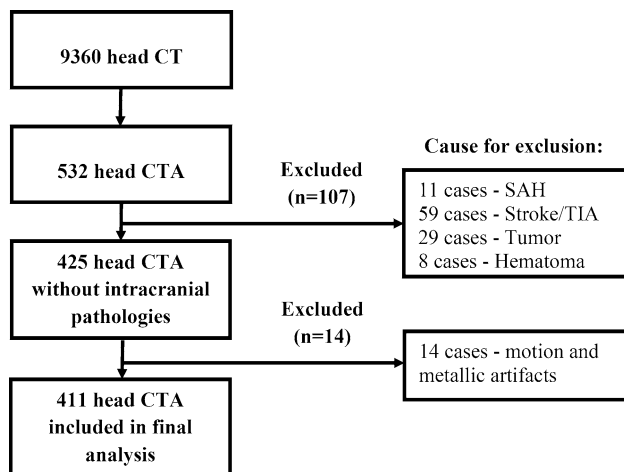 9360 head CT
532 head CTA
Excluded
(n=107)
Cause for exclusion:
11 cases - SAH
59 cases - Stroke/TIA
29 cases - Tumor
8 cases - Hematoma
425 head CTA
without intracranial
pathologies
Excluded
(n=14)
14 cases - motion and
metallic artifacts
411 head CTA
included in final
analysis